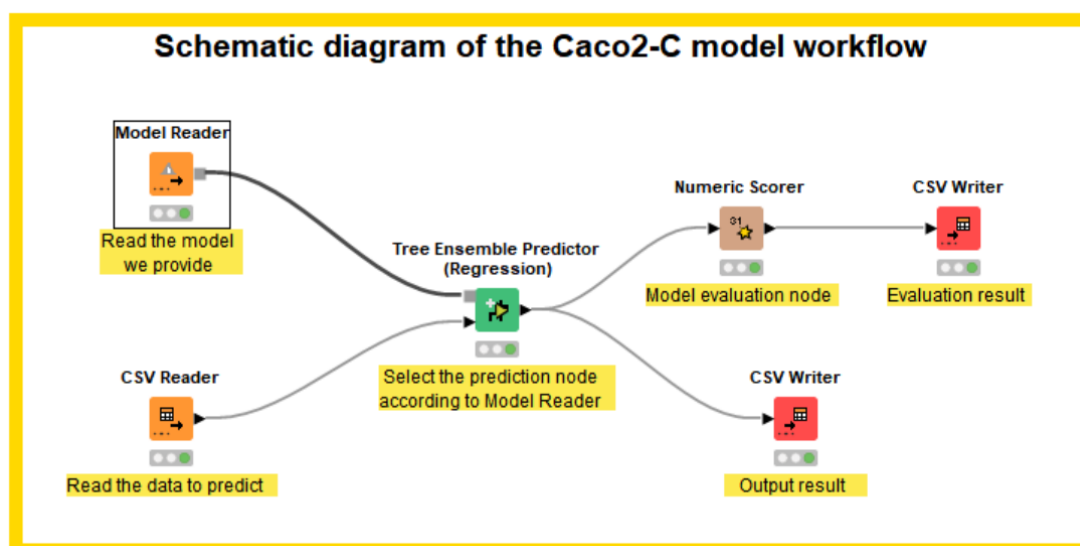 Schematic diagram of the Caco2-C model workflow
Model Reader
Read the model
we provide
Tree Ensemble Predictor
(Regression)
Select the prediction node
according to Model Reader
CSV Reader
Read the data to predict
Numeric Scorer
Model evaluation node
CSV Writer
Evaluation result
CSV Writer
Output result